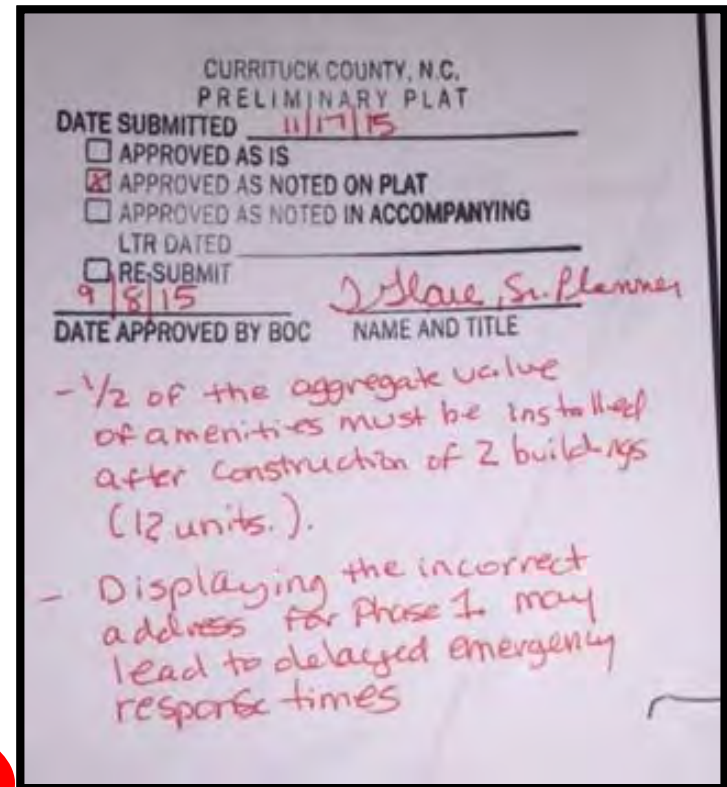 CURRITUCK COUNTY, N.C.
PRELIMINARY PLAT
DATE SUBMITTED 11/17/15
APPROVED AS IS
APPROVED AS NOTED ON PLAT
APPROVED AS NOTED IN ACCOMPANYING
LTR DATED
RE-SUBMIT
9/8/15 Sr. Planner
DATE APPROVED BY BOC NAME AND TITLE
- 1/2 of the aggregate value
of amenities must be installed
after construction of 2 buildings
(12 units.).
- Displaying the incorrect
address for Phase 1 may
lead to delayed emergency
response times